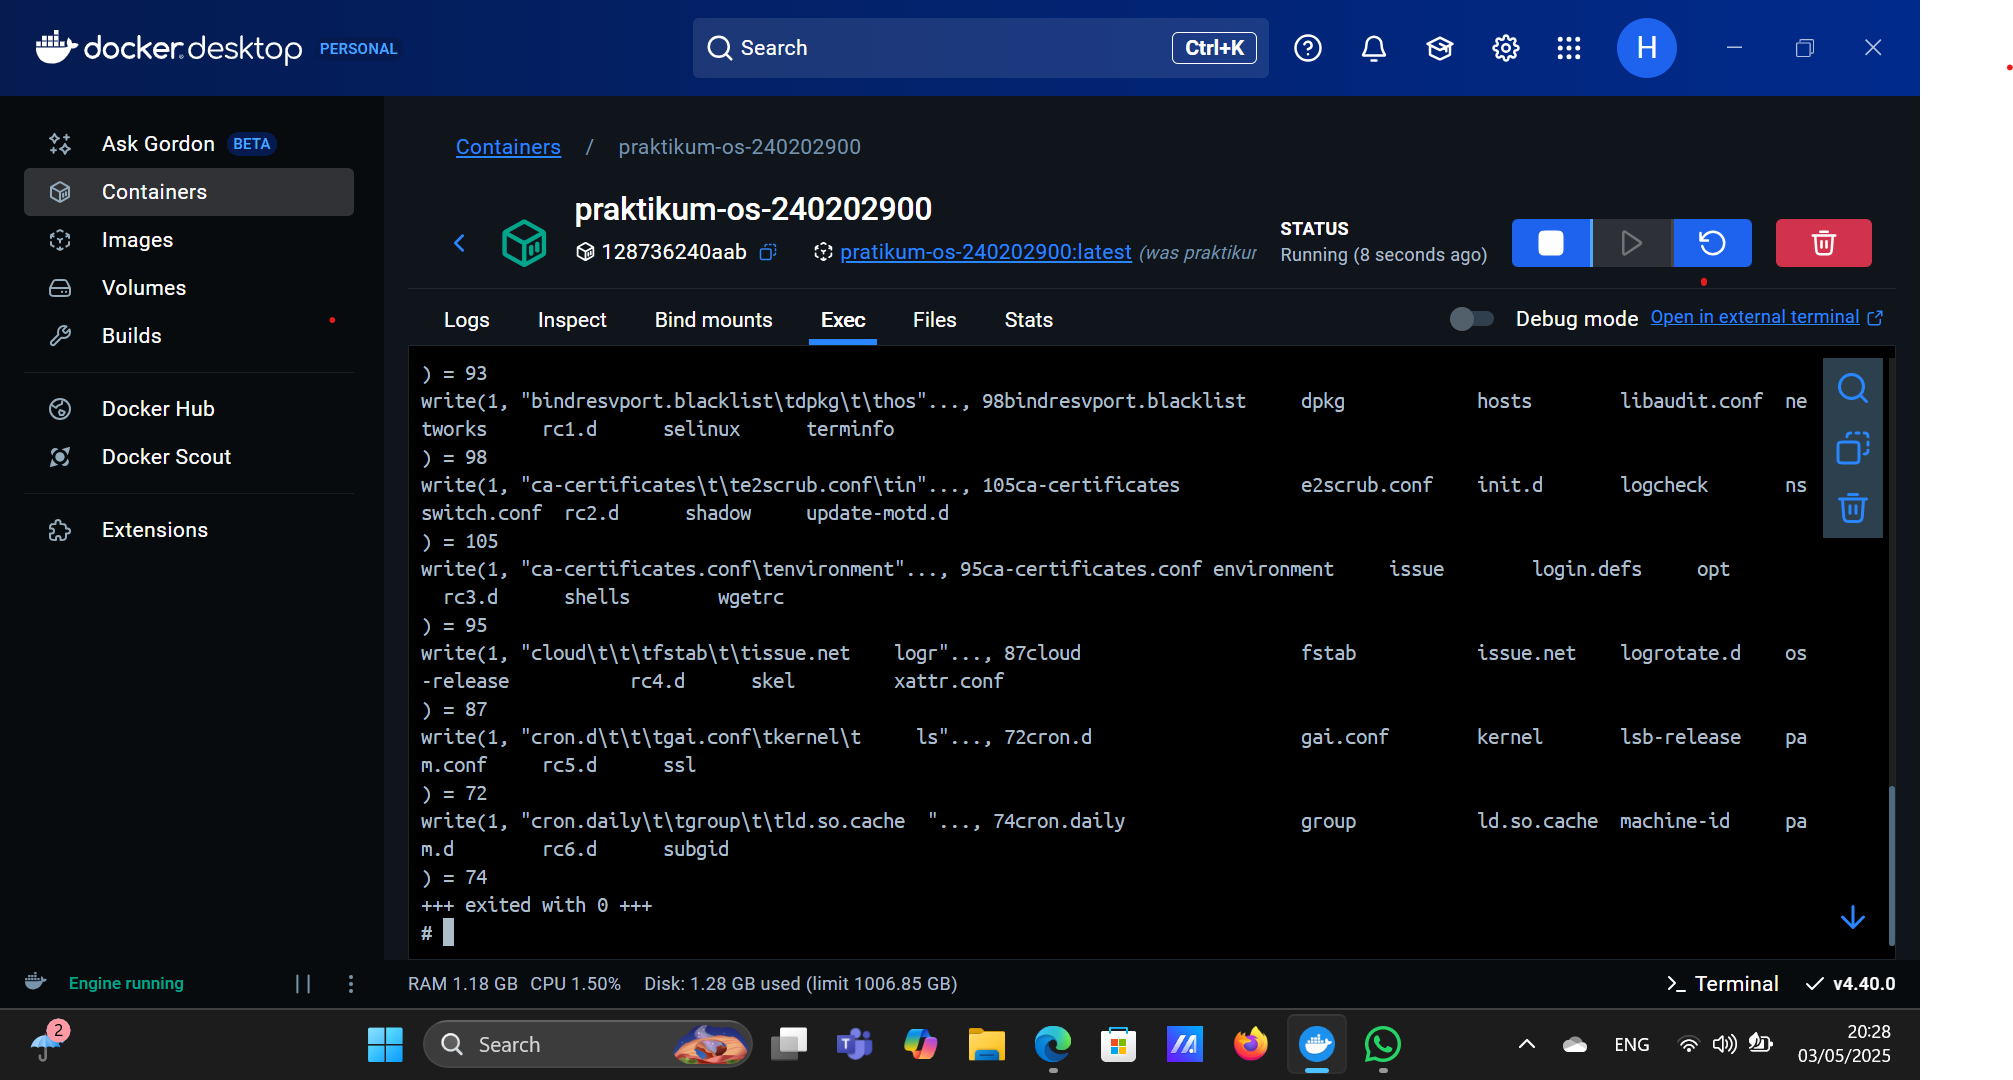 docker desktop PERSONAL
Search Ctrl+K
H
Ask Gordon BETA
Containers
Images
Volumes
Builds
Docker Hub
Docker Scout
Extensions
Containers / praktikum-os-240202900
praktikum-os-240202900
128736240aab pratikum-os-240202900:latest (was praktikur
STATUS
Running (8 seconds ago)
Logs Inspect Bind mounts Exec Files Stats
Debug mode Open in external terminal
) = 93
write(1, "bindresvport.blacklist\tdpkg\t\thos"..., 98bindresvport.blacklist dpkg hosts libaudit.conf ne
tworks rc1.d selinux terminfo
) = 98
write(1, "ca-certificates\t\te2scrub.conf\tin"..., 105ca-certificates e2scrub.conf init.d logcheck ns
switch.conf rc2.d shadow update-motd.d
) = 105
write(1, "ca-certificates.conf\tenvironment"..., 95ca-certificates.conf environment issue login.defs opt
rc3.d shells wgetrc
) = 95
write(1, "cloud\t\t\tfstab\t\tissue.net logr"..., 87cloud fstab issue.net logrotate.d os
-release rc4.d skel xattr.conf
) = 87
write(1, "cron.d\t\t\tgai.conf\tkernel\t ls"..., 72cron.d gai.conf kernel lsb-release pa
m.conf rc5.d ssl
) = 72
write(1, "cron.daily\t\tgroup\t\tld.so.cache "..., 74cron.daily group ld.so.cache machine-id pa
m.d rc6.d subgid
) = 74
+++ exited with 0 +++
#
Engine running RAM 1.18 GB CPU 1.50% Disk: 1.28 GB used (limit 1006.85 GB) Terminal v4.40.0
2
Search
ENG
20:28
03/05/2025